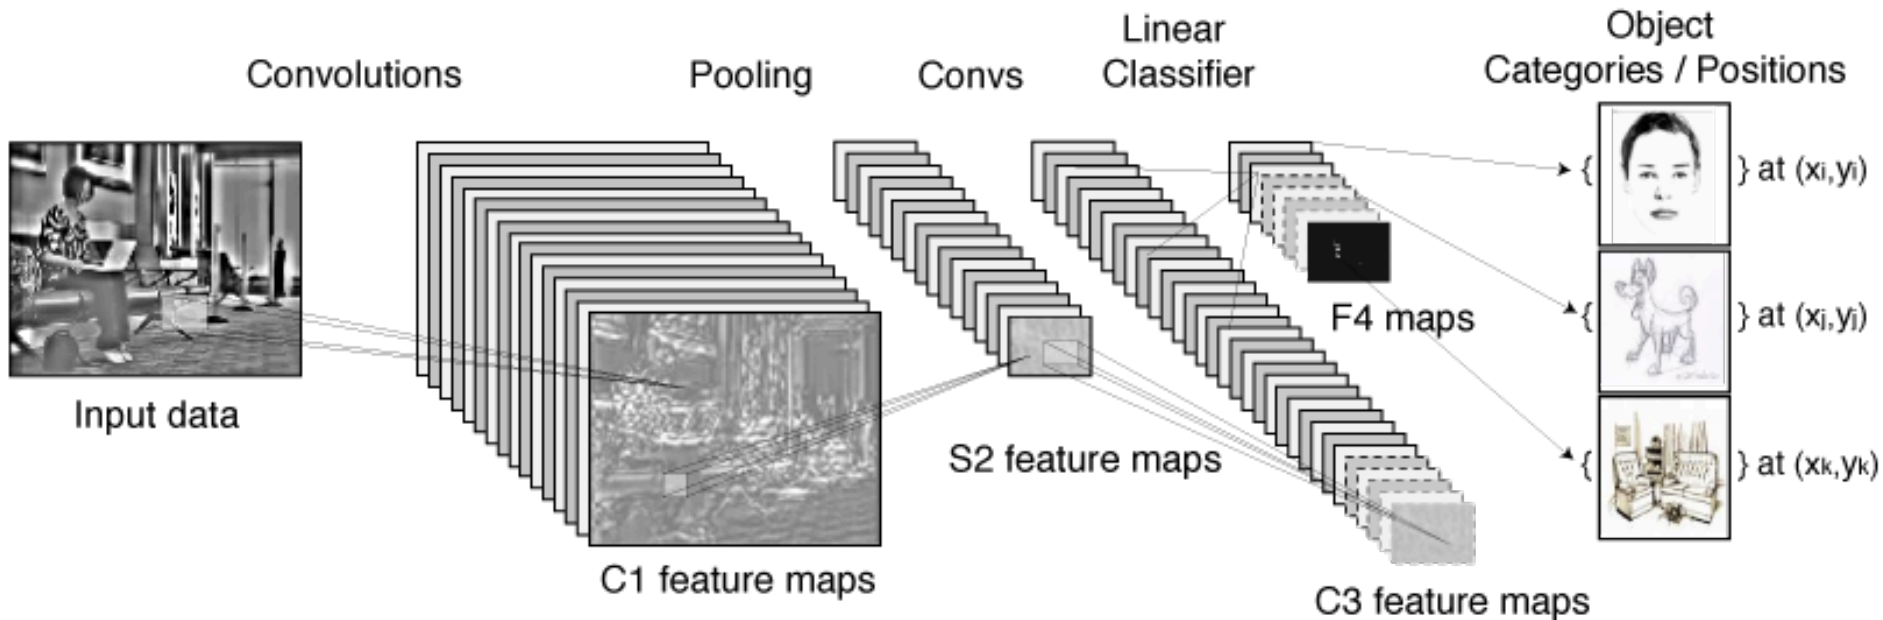 Convolutions
Pooling
Convs
Linear
Classifier
Object
Categories / Positions
Input data
C1 feature maps
S2 feature maps
C3 feature maps
F4 maps
{ } at (xi,yi)
{ } at (xj,yj)
{ } at (xk,yk)